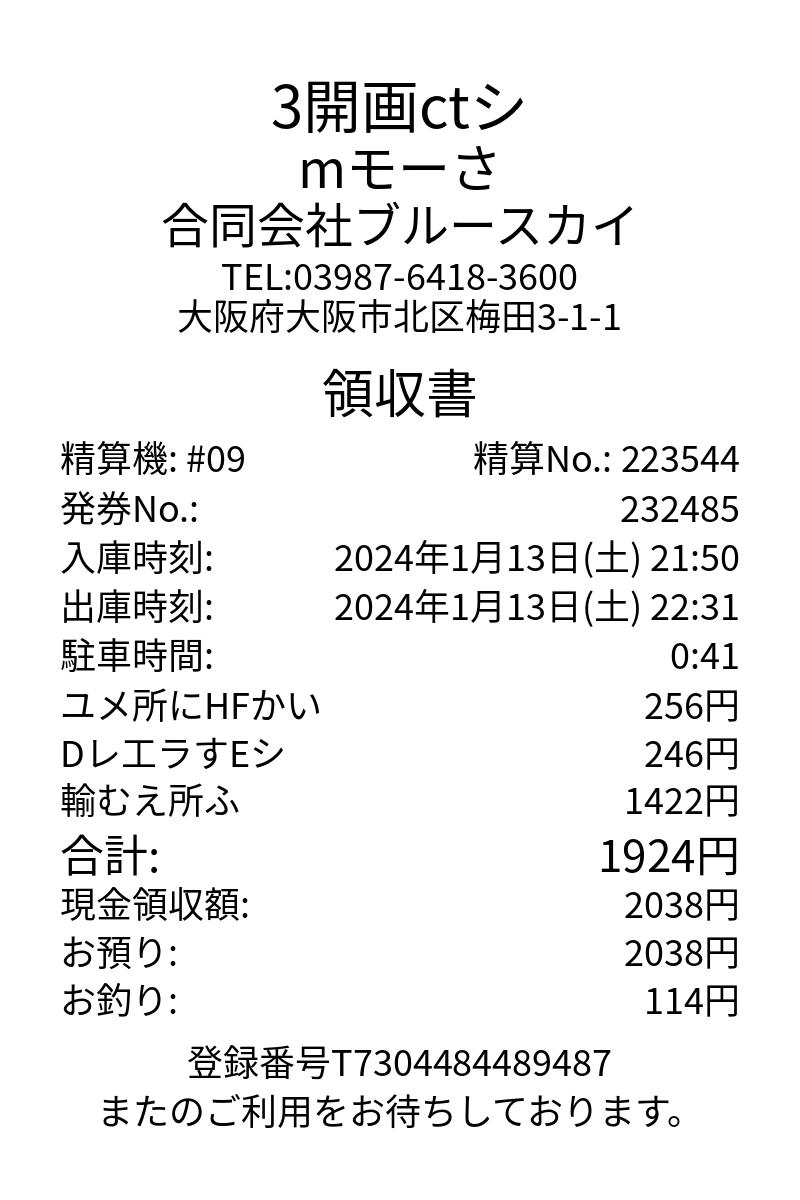 3開画ctシ
mモーさ
合同会社ブルースカイ
TEL:03987-6418-3600
大阪府大阪市北区梅田3-1-1
領収書
精算機: #09 精算No.: 223544
発券No.: 232485
入庫時刻: 2024年1月13日(土) 21:50
出庫時刻: 2024年1月13日(土) 22:31
駐車時間: 0:41
ユメ所にHFかい 256円
DレエラすEシ 246円
輸むえ所ふ 1422円
合計: 1924円
現金領収額: 2038円
お預り: 2038円
お釣り: 114円
登録番号T7304484489487
またのご利用をお待ちしております。